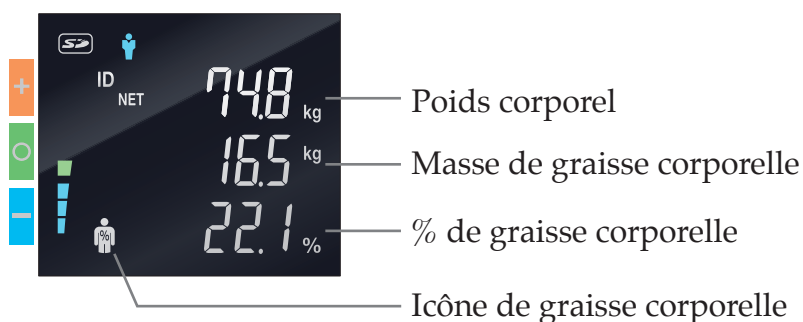 SD
ID
NET
74.8 kg
Poids corporel
16.5 kg
Masse de graisse corporelle
22.1 %
% de graisse corporelle
%
Icône de graisse corporelle
+
O
−